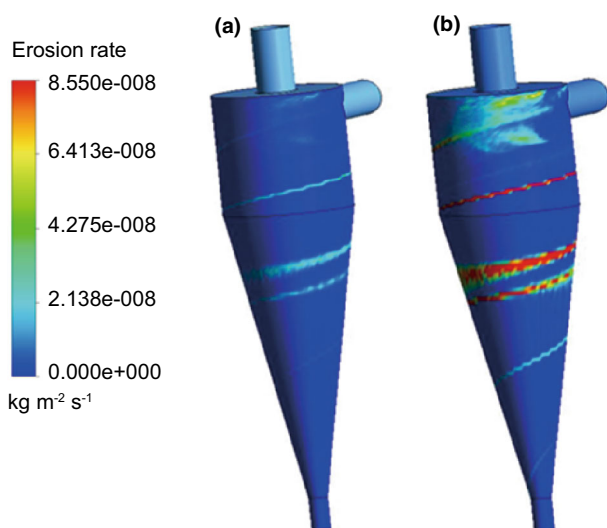 (a)
(b)
Erosion rate
8.550e-008
6.413e-008
4.275e-008
2.138e-008
0.000e+000
kg m⁻² s⁻¹